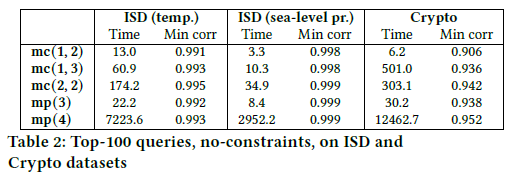 ISD (temp.) ISD (sea-level pr.) Crypto
Time Min corr Time Min corr Time Min corr
mc(1, 2) 13.0 0.991 3.3 0.998 6.2 0.906
mc(1, 3) 60.9 0.993 10.3 0.998 501.0 0.936
mc(2, 2) 174.2 0.995 34.9 0.999 303.1 0.942
mp(3) 22.2 0.992 8.4 0.999 30.2 0.938
mp(4) 7223.6 0.993 2952.2 0.999 12462.7 0.952
Table 2: Top-100 queries, no-constraints, on ISD and
Crypto datasets